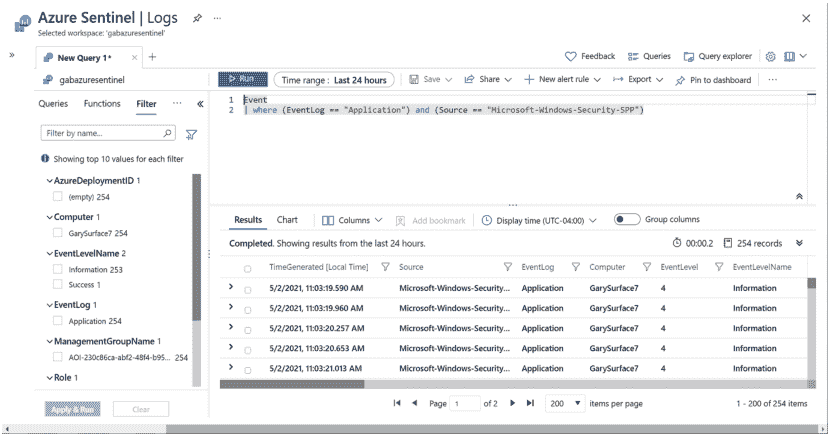 Azure Sentinel | Logs
Selected workspace: 'gabazuresentinel'
New Query 1*
Feedback Queries Query explorer
gabazuresentinel Run Time range : Last 24 hours Save Share New alert rule Export Pin to dashboard
Queries Functions Filter
1 Event
2 | where (EventLog == "Application") and (Source == "Microsoft-Windows-Security-SPP")
Filter by name...
Showing top 10 values for each filter
AzureDeploymentID 1
(empty) 254
Computer 1
GarySurface7 254
EventLevelName 2
Information 253
Success 1
EventLog 1
Application 254
ManagementGroupName 1
AOI-230c86ca-abf2-48f4-b95... 254
Role 1
Apply & Run Clear
Results Chart Columns Add bookmark Display time (UTC-04:00) Group columns
Completed. Showing results from the last 24 hours. 00:00.2 254 records
TimeGenerated [Local Time] Source EventLog Computer EventLevel EventLevelName
5/2/2021, 11:03:19.590 AM Microsoft-Windows-Security... Application GarySurface7 4 Information
5/2/2021, 11:03:19.960 AM Microsoft-Windows-Security... Application GarySurface7 4 Information
5/2/2021, 11:03:20.257 AM Microsoft-Windows-Security... Application GarySurface7 4 Information
5/2/2021, 11:03:20.653 AM Microsoft-Windows-Security... Application GarySurface7 4 Information
5/2/2021, 11:03:21.013 AM Microsoft-Windows-Security... Application GarySurface7 4 Information
Page 1 of 2 200 items per page 1 - 200 of 254 items